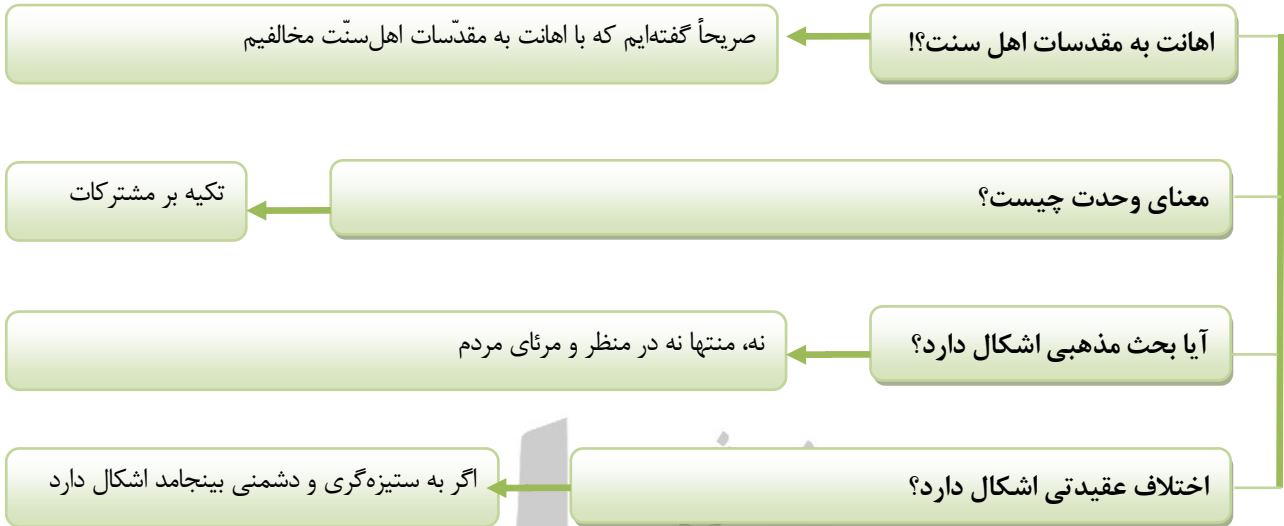 اهانت به مقدسات اهل سنت؟!
صریحاً گفته‌ایم که با اهانت به مقدّسات اهل‌سنّت مخالفیم
معنای وحدت چیست؟
تکیه بر مشترکات
آیا بحث مذهبی اشکال دارد؟
نه، منتها نه در منظر و مرئای مردم
اختلاف عقیدتی اشکال دارد؟
اگر به ستیزه‌گری و دشمنی بینجامد اشکال دارد